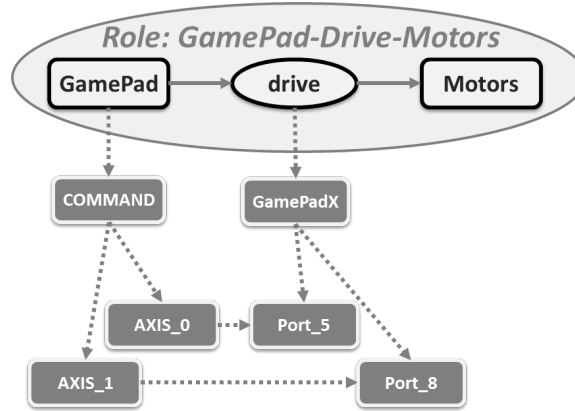 Role: GamePad-Drive-Motors
GamePad
drive
Motors
COMMAND
GamePadX
AXIS_0
Port_5
AXIS_1
Port_8